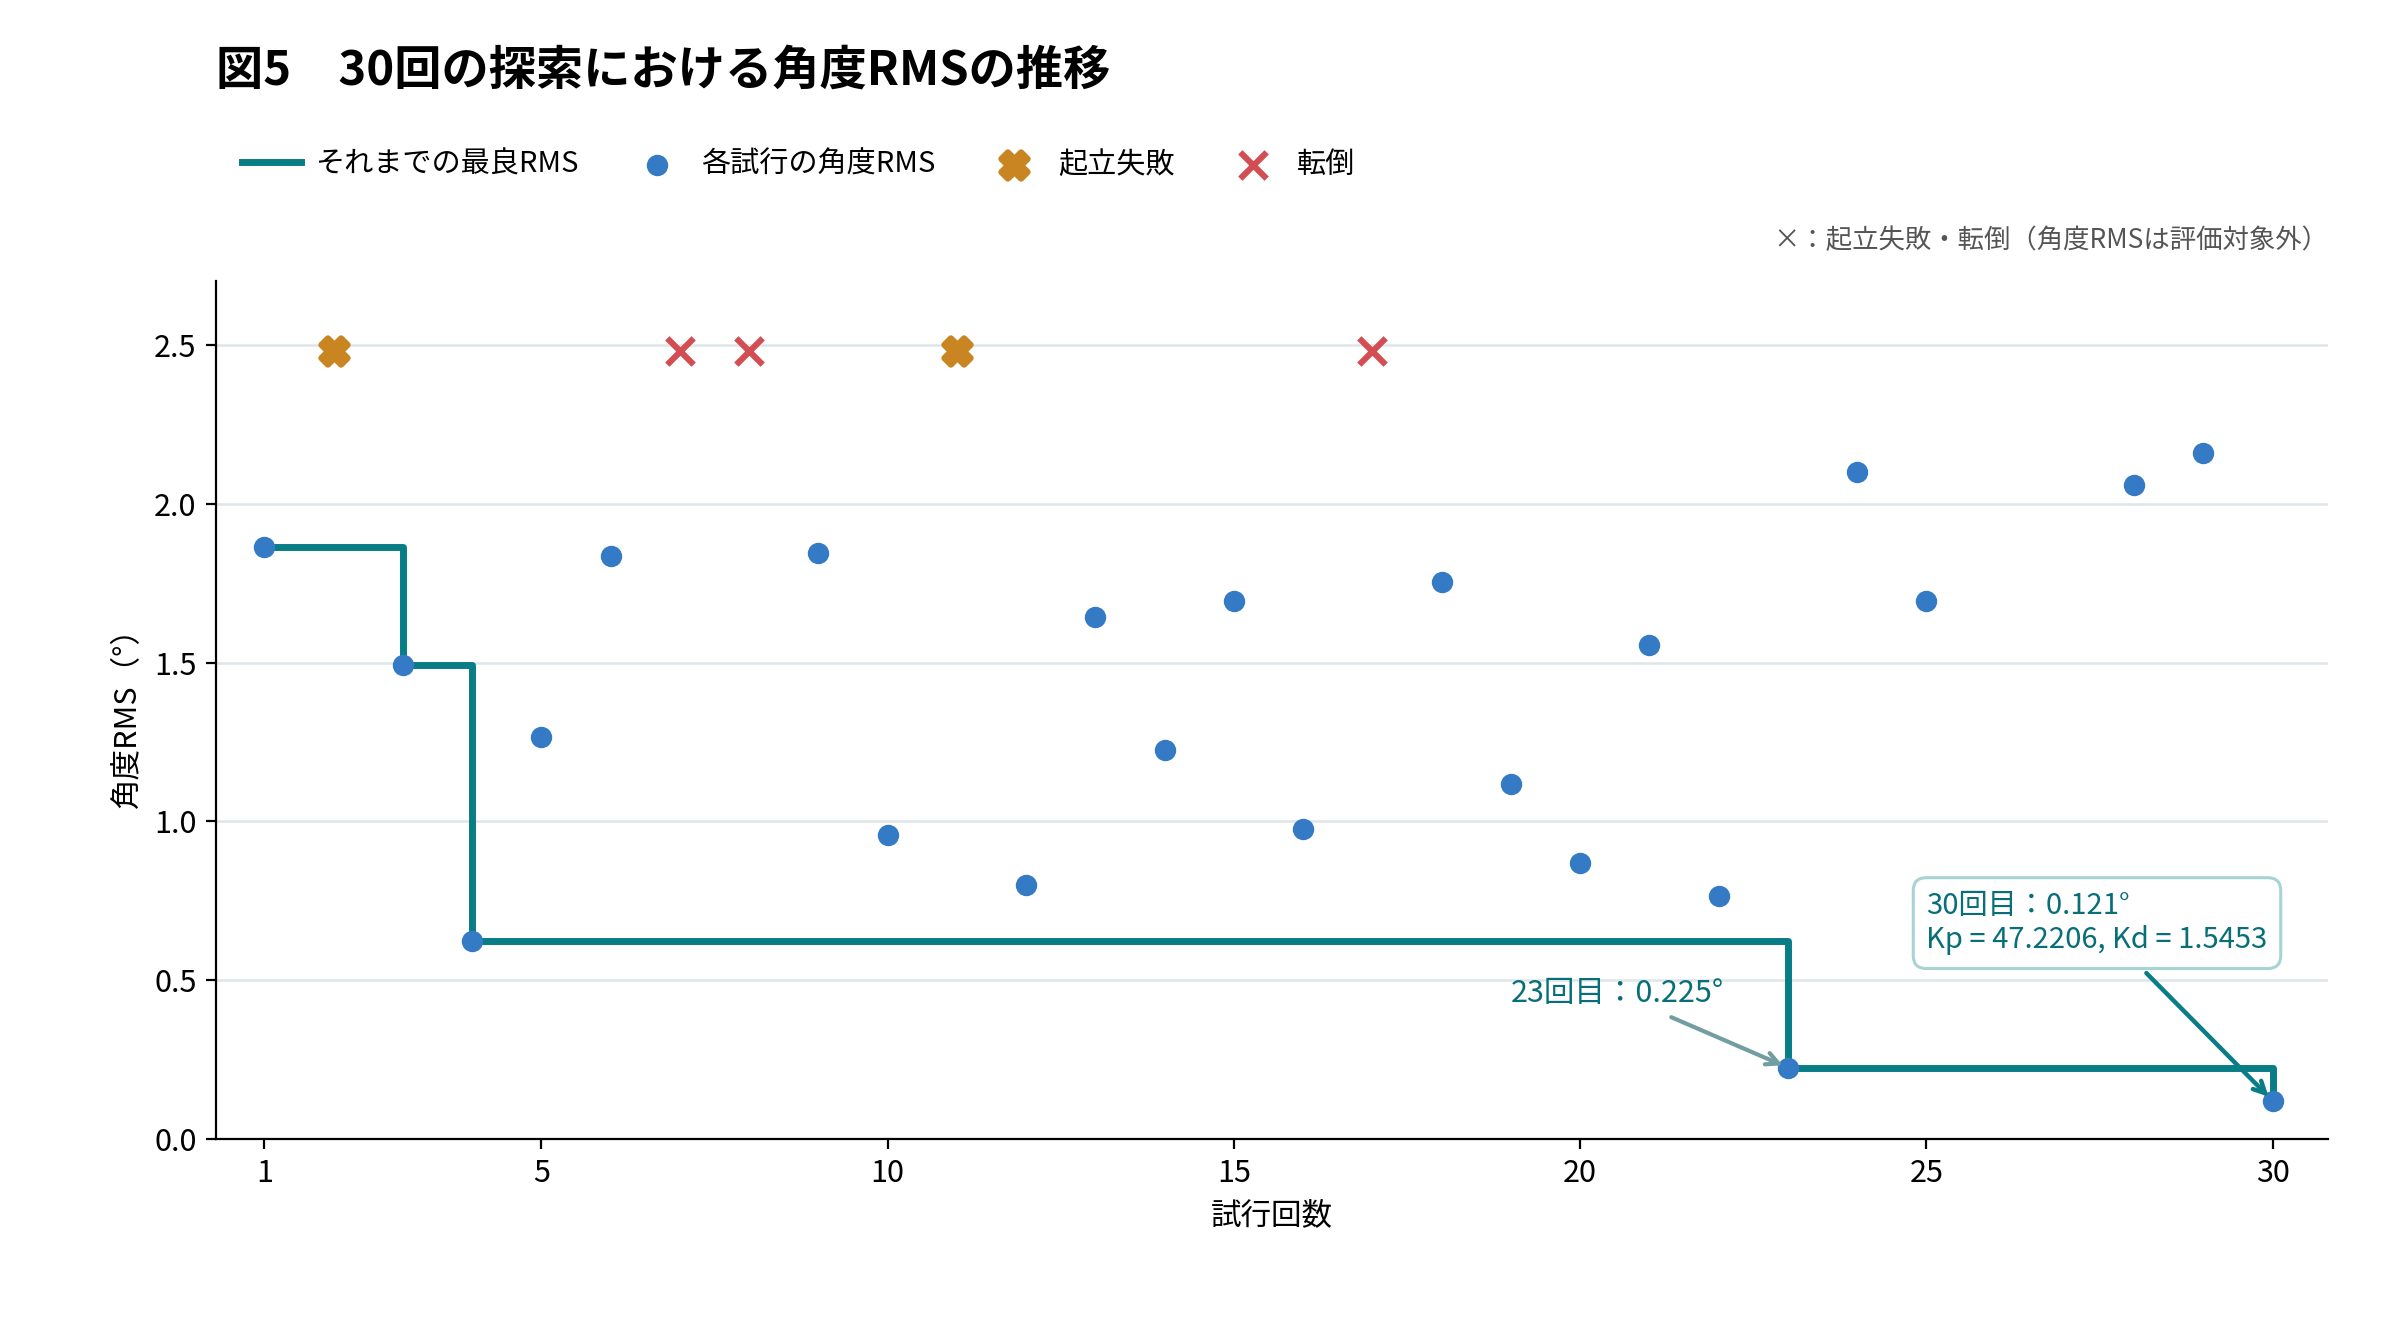 図5　30回の探索における角度RMSの推移
それまでの最良RMS　各試行の角度RMS　起立失敗　転倒
×：起立失敗・転倒（角度RMSは評価対象外）
角度RMS（°）
2.5
2.0
1.5
1.0
0.5
0.0
30回目：0.121°
Kp = 47.2206, Kd = 1.5453
23回目：0.225°
1 5 10 15 20 25 30
試行回数